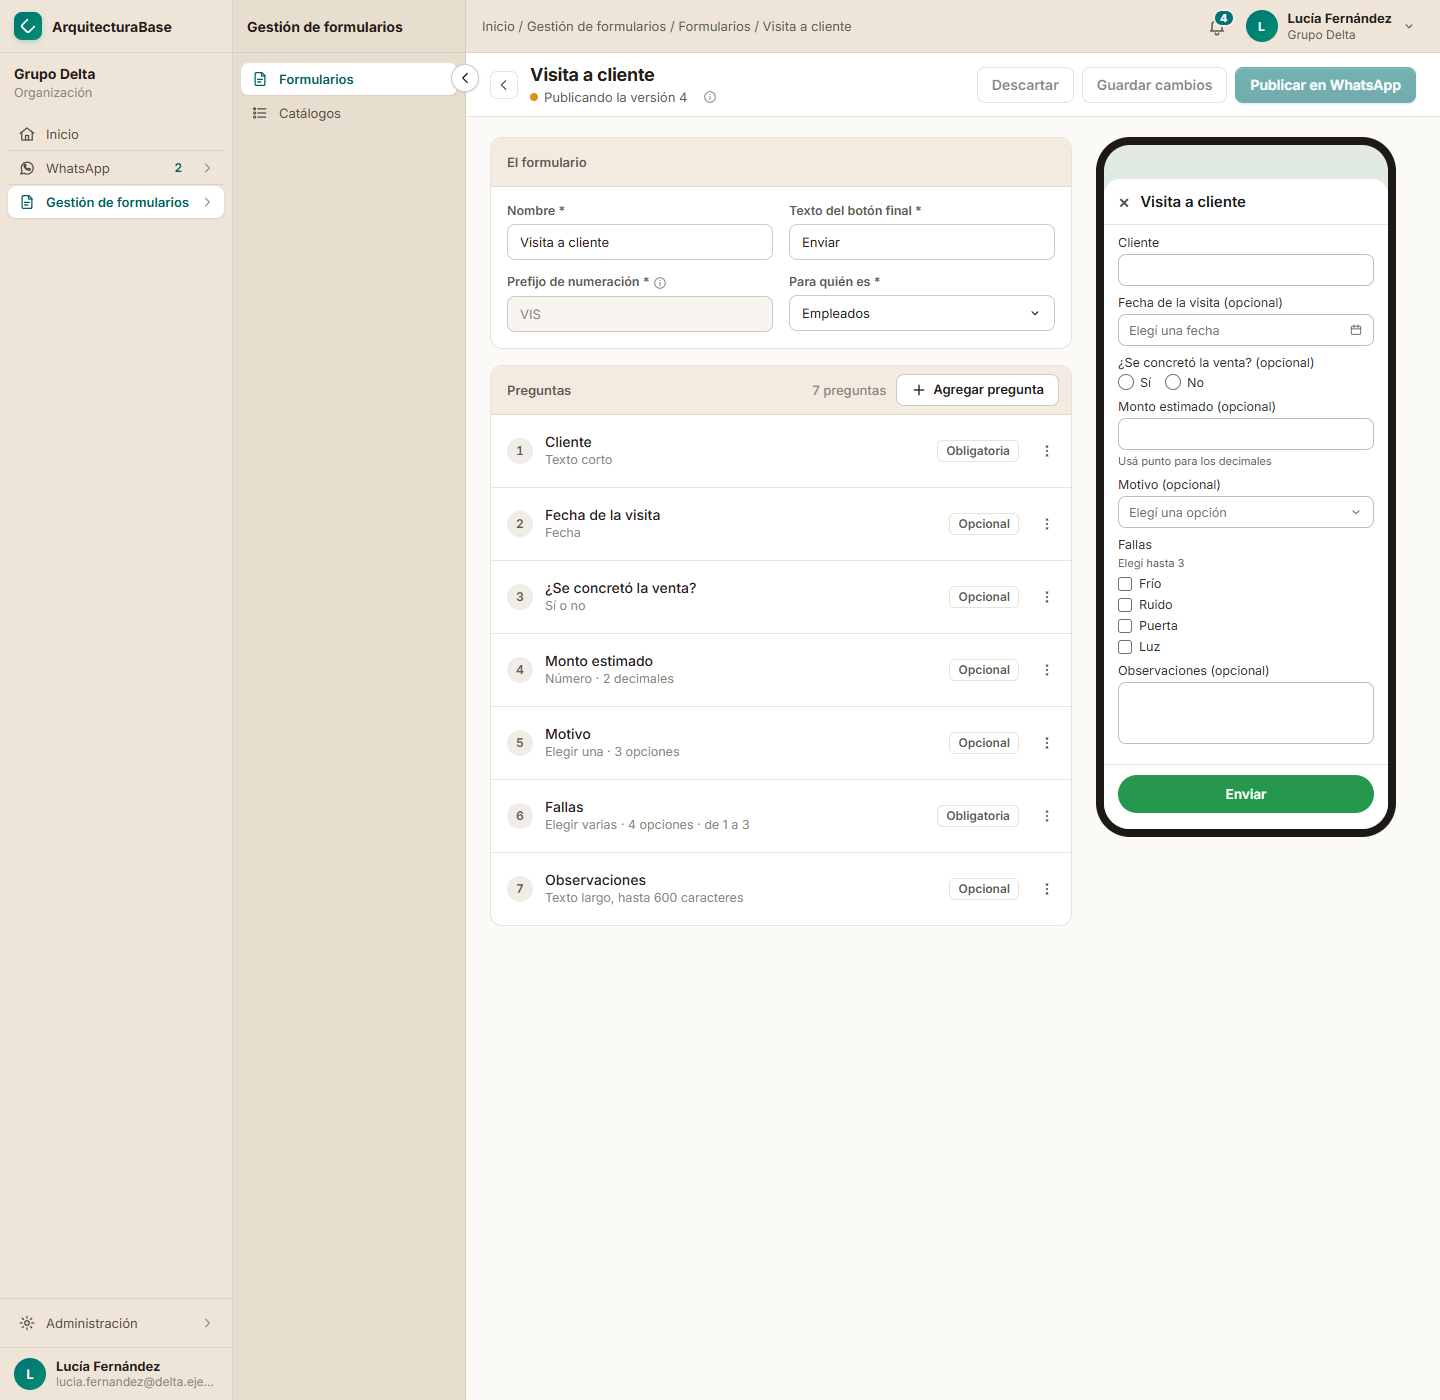 ArquitecturaBase
Grupo Delta
Organización
Inicio
WhatsApp 2
Gestión de formularios
Administración
L Lucía Fernández
lucia.fernandez@delta.eje...
Gestión de formularios
Formularios
Catálogos
Inicio / Gestión de formularios / Formularios / Visita a cliente
4
L Lucía Fernández
Grupo Delta
Visita a cliente
Publicando la versión 4
Descartar
Guardar cambios
Publicar en WhatsApp
El formulario
Nombre *
Visita a cliente
Texto del botón final *
Enviar
Prefijo de numeración *
VIS
Para quién es *
Empleados
Preguntas
7 preguntas
Agregar pregunta
1 Cliente
Texto corto
Obligatoria
2 Fecha de la visita
Fecha
Opcional
3 ¿Se concretó la venta?
Sí o no
Opcional
4 Monto estimado
Número · 2 decimales
Opcional
5 Motivo
Elegir una · 3 opciones
Opcional
6 Fallas
Elegir varias · 4 opciones · de 1 a 3
Obligatoria
7 Observaciones
Texto largo, hasta 600 caracteres
Opcional
Visita a cliente
Cliente
Fecha de la visita (opcional)
Elegí una fecha
¿Se concretó la venta? (opcional)
Sí No
Monto estimado (opcional)
Usá punto para los decimales
Motivo (opcional)
Elegí una opción
Fallas
Elegí hasta 3
Frío
Ruido
Puerta
Luz
Observaciones (opcional)
Enviar